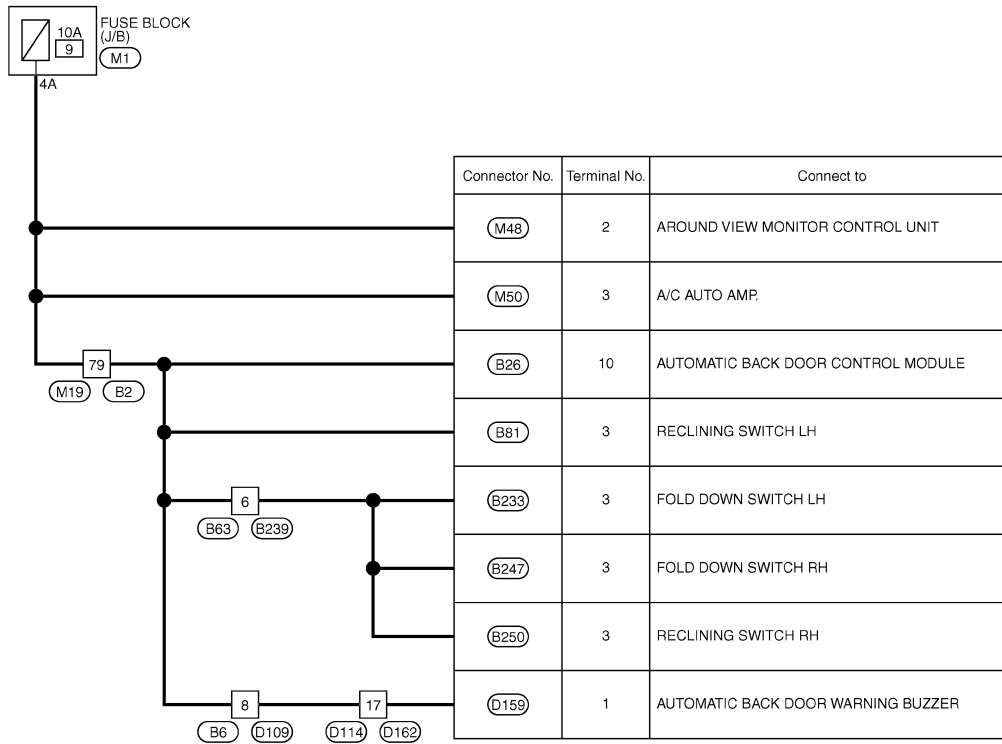 10A
9
FUSE BLOCK
(J/B)
M1
4A
Connector No. Terminal No. Connect to
M48 2 AROUND VIEW MONITOR CONTROL UNIT
M50 3 A/C AUTO AMP.
79
M19 B2
B26 10 AUTOMATIC BACK DOOR CONTROL MODULE
B81 3 RECLINING SWITCH LH
6
B63 B239
B233 3 FOLD DOWN SWITCH LH
B247 3 FOLD DOWN SWITCH RH
B250 3 RECLINING SWITCH RH
8 17
B6 D109 D114 D162
D159 1 AUTOMATIC BACK DOOR WARNING BUZZER